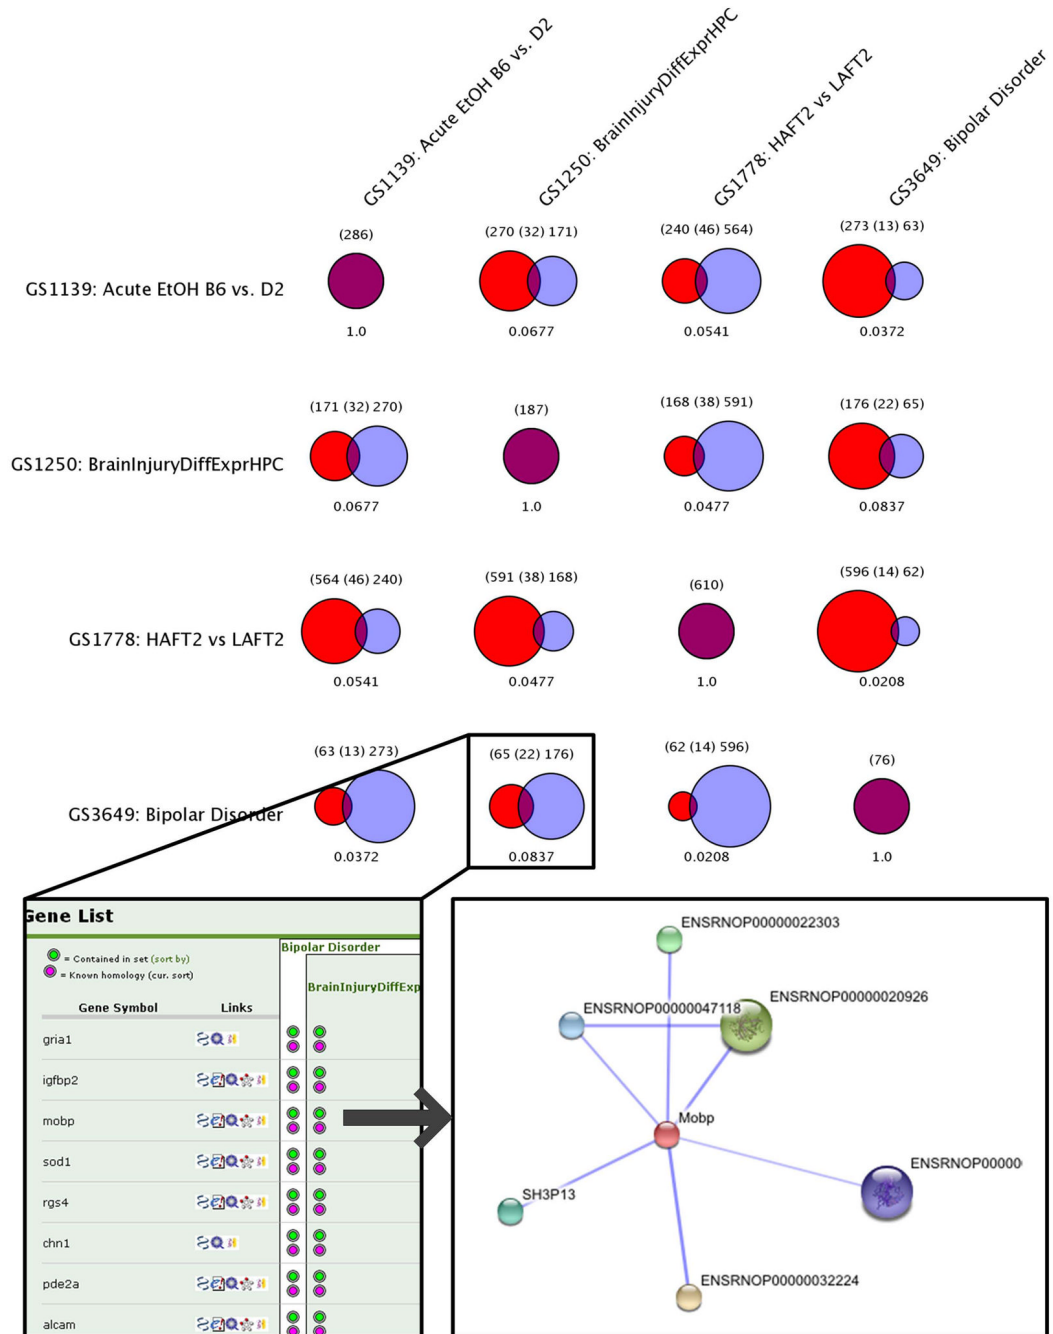 GS1139: Acute EtOH B6 vs. D2
GS1250: BrainInjuryDiffExprHPC
GS1778: HAFT2 vs LAFT2
GS3649: Bipolar Disorder
GS1139: Acute EtOH B6 vs. D2
(286)
(270 (32) 171)
(240 (46) 564)
(273 (13) 63)
1.0
0.0677
0.0541
0.0372
GS1250: BrainInjuryDiffExprHPC
(171 (32) 270)
(187)
(168 (38) 591)
(176 (22) 65)
0.0677
1.0
0.0477
0.0837
GS1778: HAFT2 vs LAFT2
(564 (46) 240)
(591 (38) 168)
(610)
(596 (14) 62)
0.0541
0.0477
1.0
0.0208
GS3649: Bipolar Disorder
(63 (13) 273)
(65 (22) 176)
(62 (14) 596)
(76)
0.0372
0.0837
0.0208
1.0
Gene List
= Contained in set (sort by)
= Known homology (cur. sort)
Bipolar Disorder
BrainInjuryDiffExp
Gene Symbol Links
gria1
igfbp2
mobp
sod1
rgs4
chn1
pde2a
alcam
ENSRNOP00000022303
ENSRNOP00000047118
ENSRNOP00000020926
Mobp
ENSRNOP00000
SH3P13
ENSRNOP00000032224